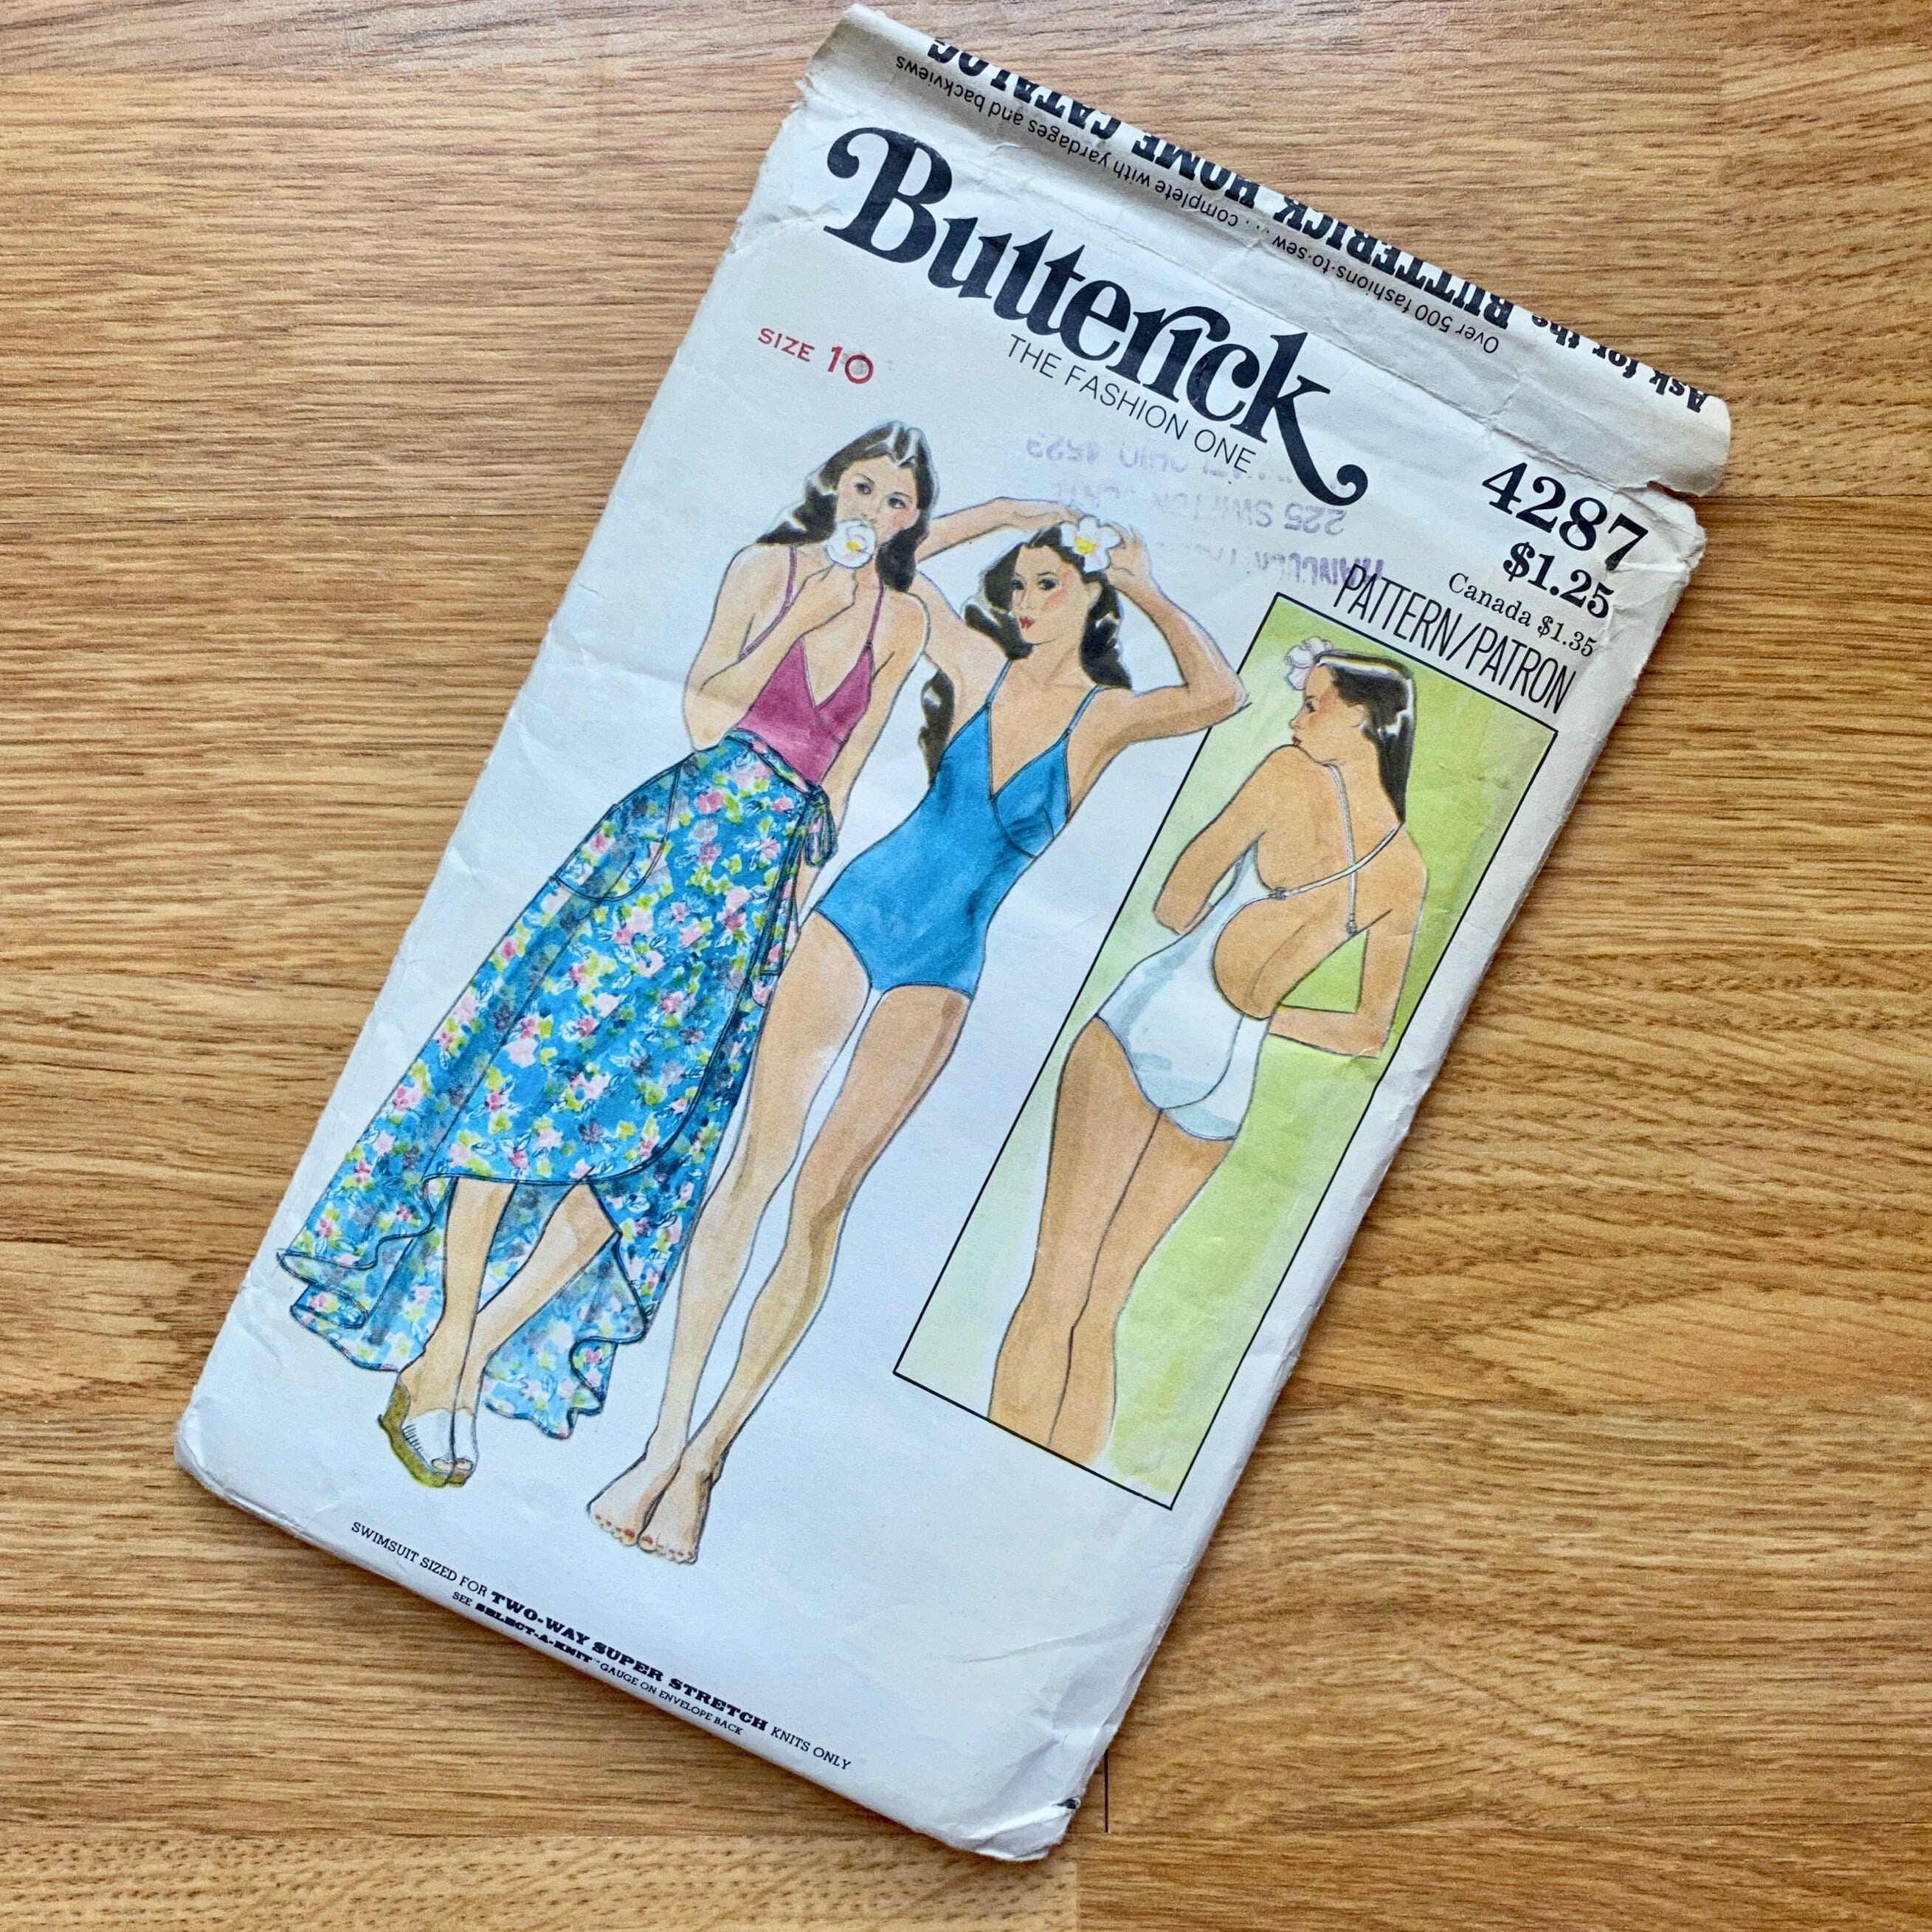 Ask for the BUTTERICK HOME CATALOG
Over 500 fashions-to-sew . . . complete with yardages and backviews
Butterick
THE FASHION ONE
SIZE 10
4287
$1.25
Canada $1.35
PATTERN/PATRON
225
SWIMSUIT SIZED FOR TWO-WAY SUPER STRETCH KNITS ONLY
SEE SELECT-A-KNIT™ GAUGE ON ENVELOPE BACK